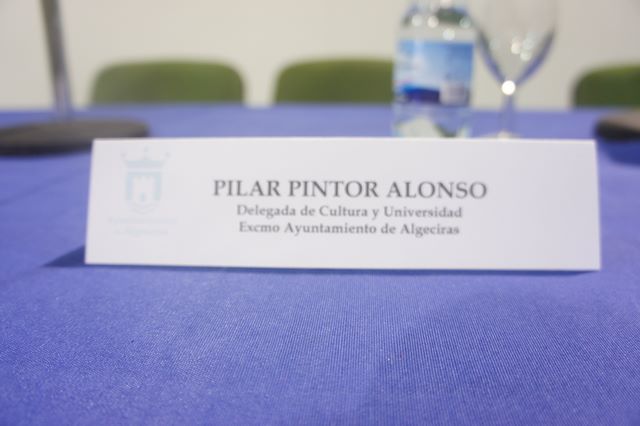 PILAR PINTOR ALONSO
Delegada de Cultura y Universidad
Excmo Ayuntamiento de Algeciras